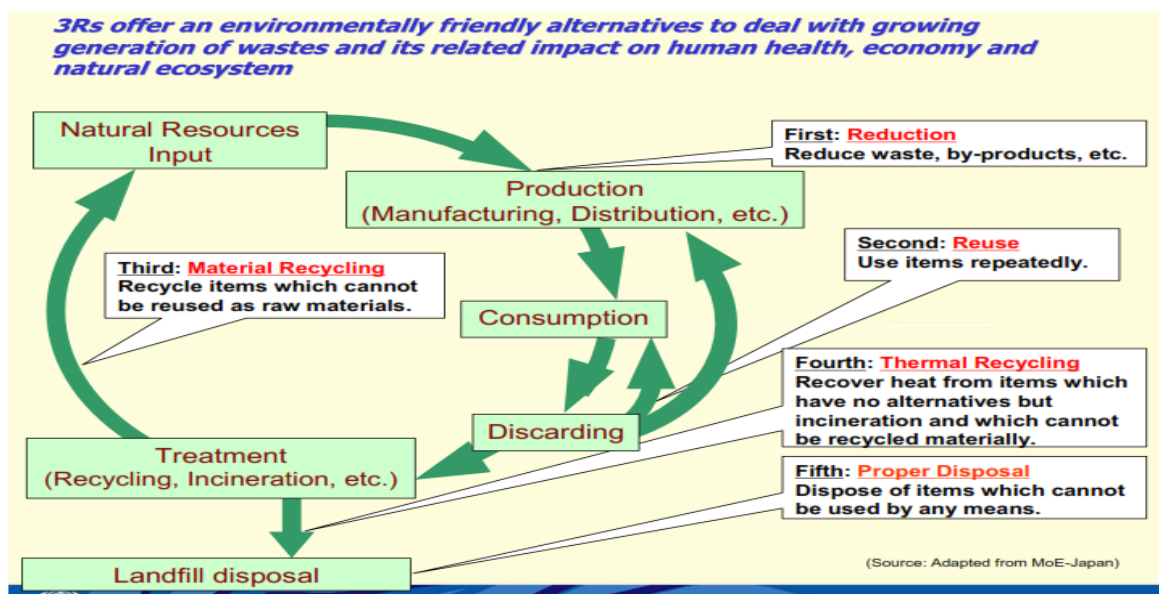 3Rs offer an environmentally friendly alternatives to deal with growing
generation of wastes and its related impact on human health, economy and
natural ecosystem
Natural Resources
Input
First: Reduction
Reduce waste, by-products, etc.
Production
(Manufacturing, Distribution, etc.)
Second: Reuse
Use items repeatedly.
Third: Material Recycling
Recycle items which cannot
be reused as raw materials.
Consumption
Fourth: Thermal Recycling
Recover heat from items which
have no alternatives but
incineration and which cannot
be recycled materially.
Discarding
Treatment
(Recycling, Incineration, etc.)
Fifth: Proper Disposal
Dispose of items which cannot
be used by any means.
Landfill disposal
(Source: Adapted from MoE-Japan)